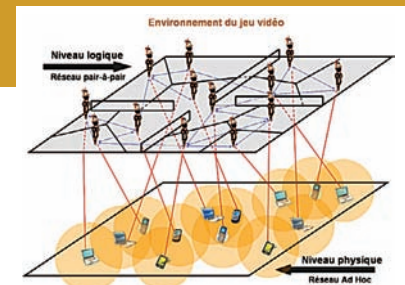 Environnement du jeu vidéo
Niveau logique
Réseau pair-à-pair
Niveau physique
Réseau Ad Hoc